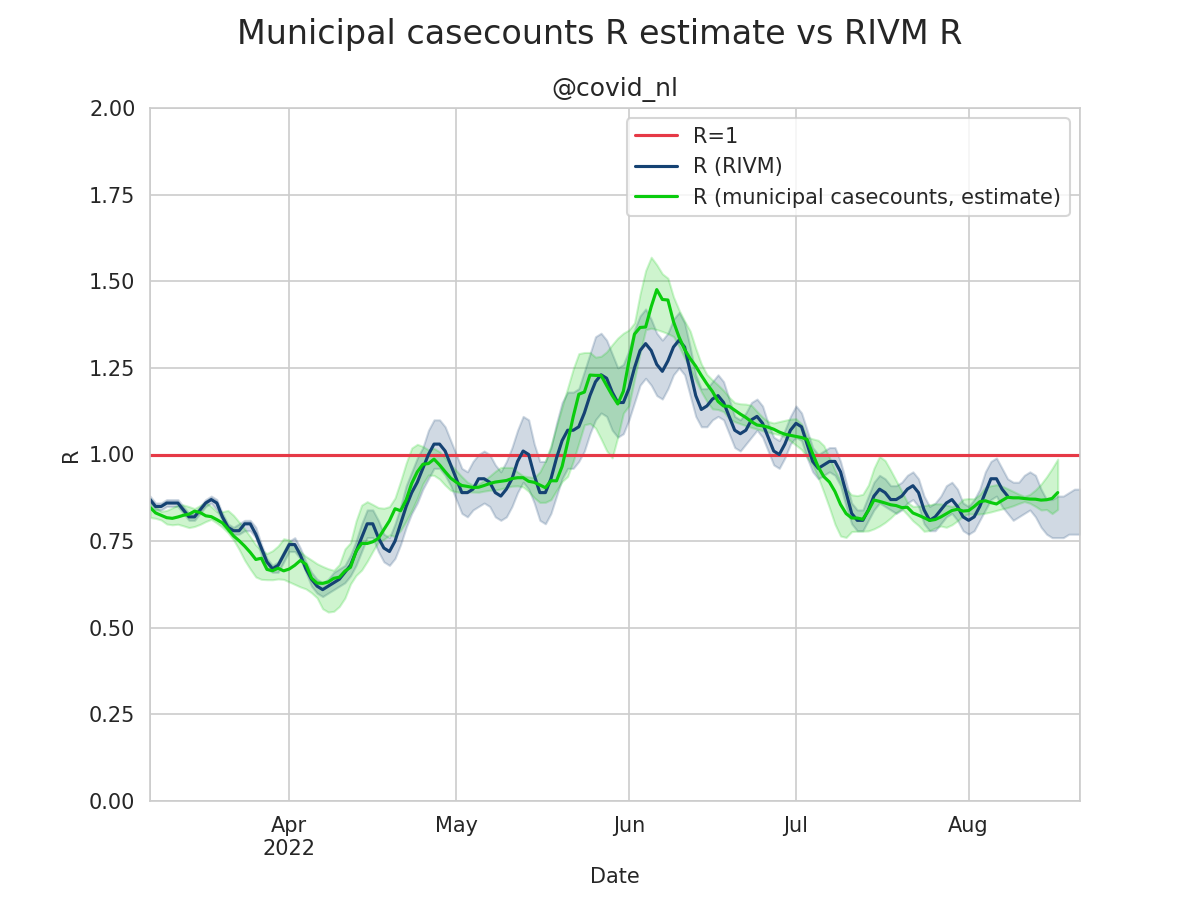 Municipal casecounts R estimate vs RIVM R
@covid_nl
R=1
R (RIVM)
R (municipal casecounts, estimate)
2.00
1.75
1.50
1.25
1.00
0.75
0.50
0.25
0.00
R
Apr
2022
May
Jun
Jul
Aug
Date